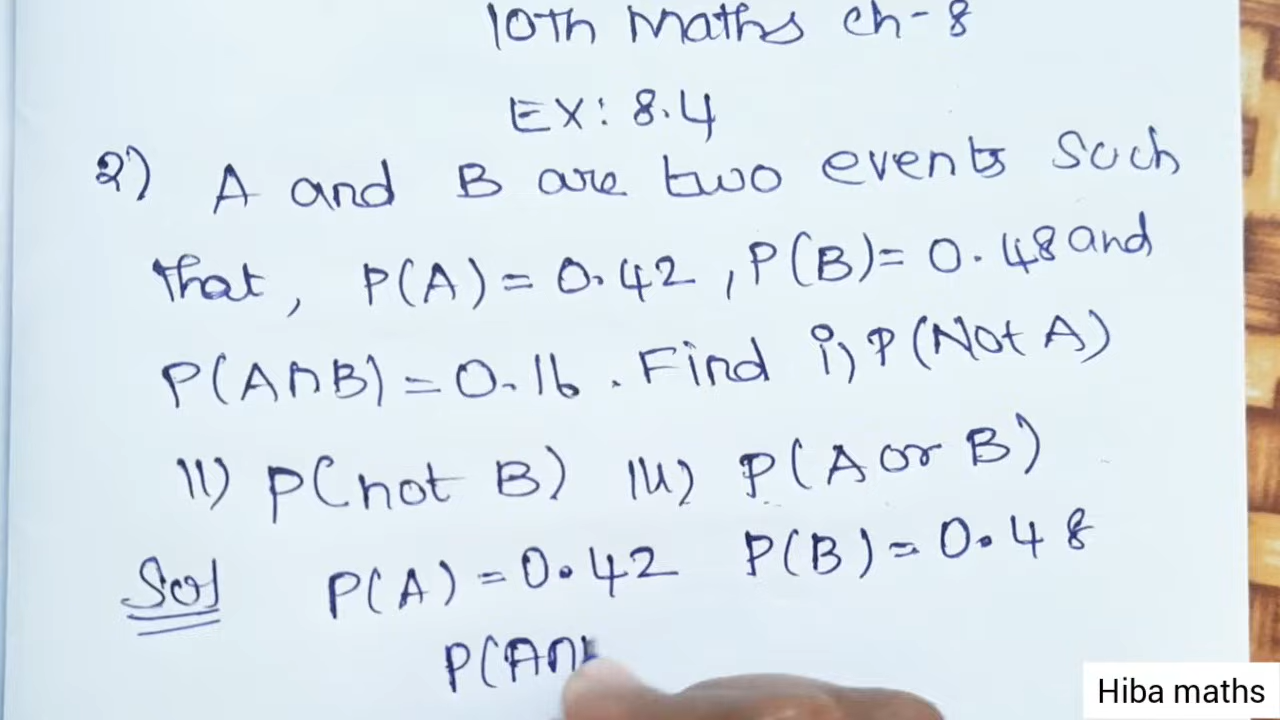 10Th Maths Ch-8
EX: 8.4
2) A and B are two events Such
that, P(A) = 0.42, P(B) = 0.48 and
P(A∩B) = 0.16. Find i) P(Not A)
ii) P(not B) iii) P(A or B)
Sol P(A) = 0.42 P(B) = 0.48
P(A∩
Hiba maths